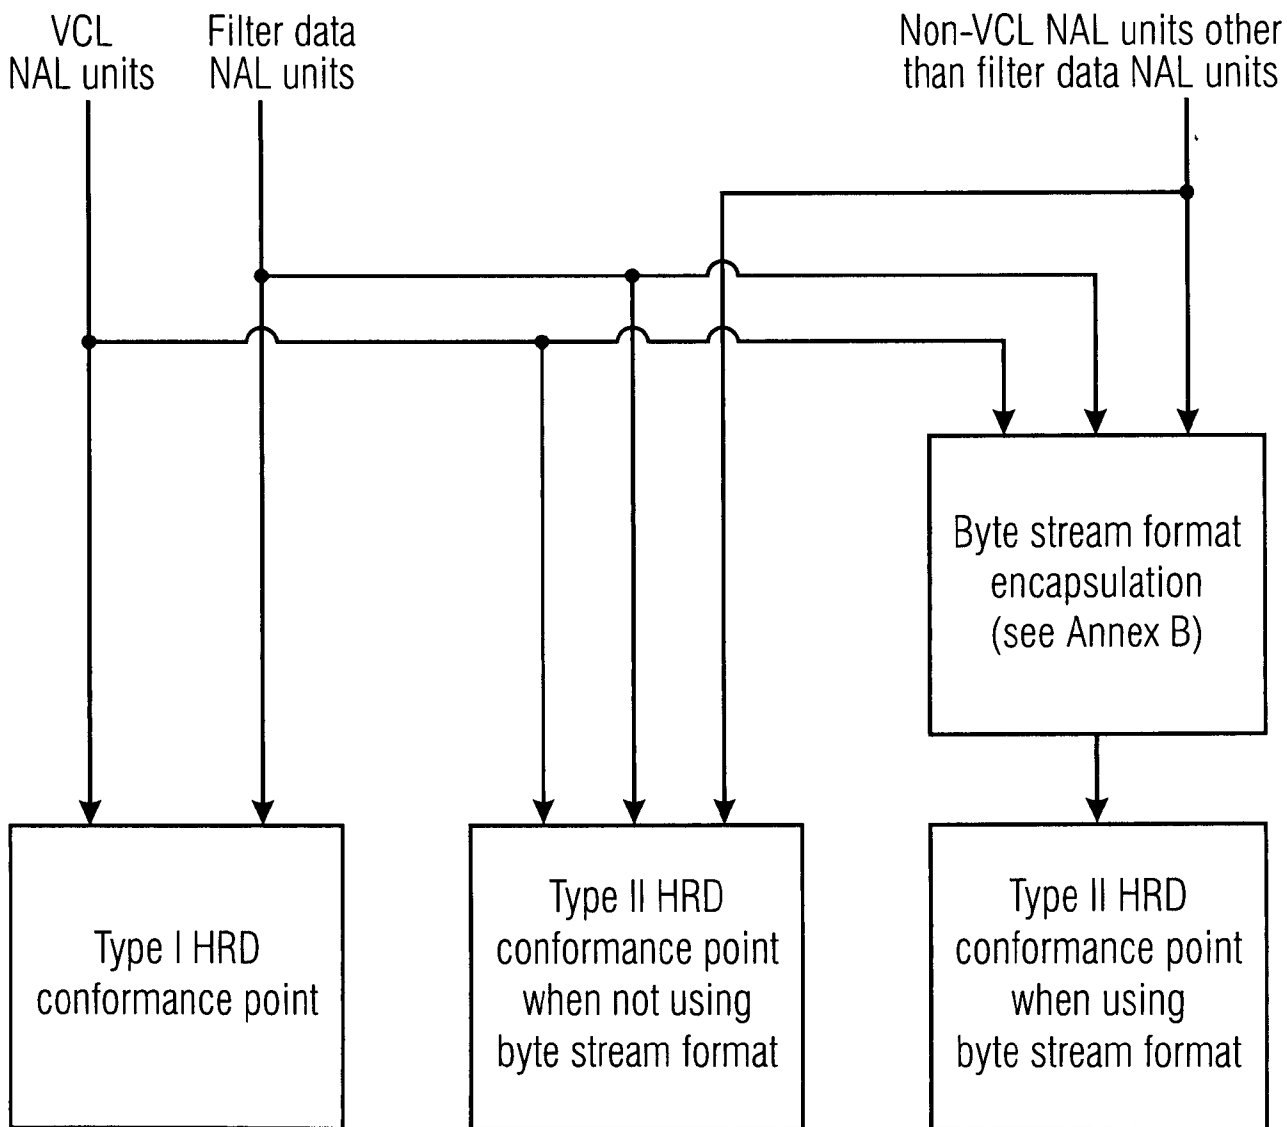 VCL
NAL units
Filter data
NAL units
Non-VCL NAL units other
than filter data NAL units
Byte stream format
encapsulation
(see Annex B)
Type I HRD
conformance point
Type II HRD
conformance point
when not using
byte stream format
Type II HRD
conformance point
when using
byte stream format